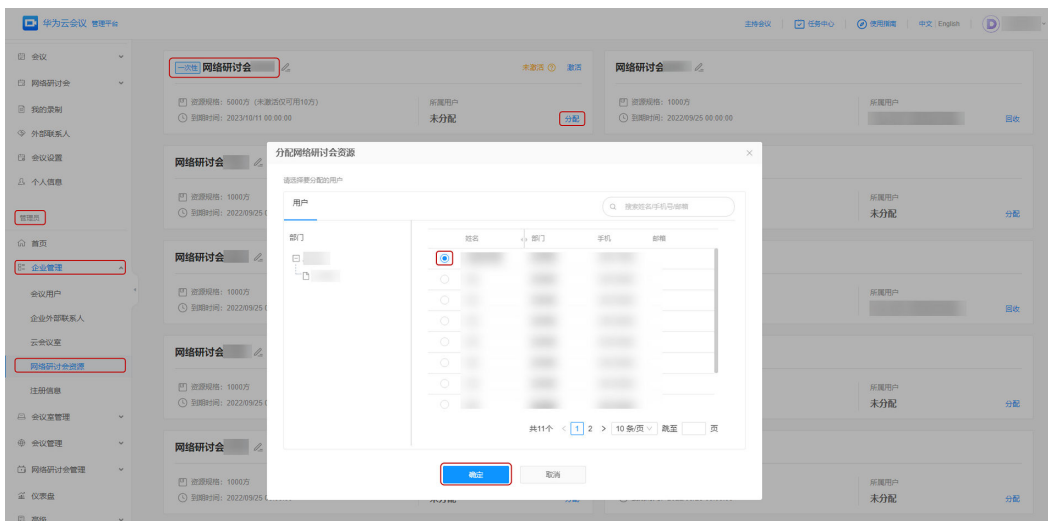 华为云会议 管理平台
主持会议
任务中心
使用指南
中文 | English
D
会议
网络研讨会
我的录制
外部联系人
会议设置
个人信息
管理员
首页
企业管理
会议用户
企业外部联系人
云会议室
网络研讨会资源
注册信息
会议室管理
会议管理
网络研讨会管理
仪表盘
一次性 网络研讨会
未激活 激活
资源规格：5000方（未激活仅可用10方）
到期时间：2023/10/11 00:00:00
所属用户
未分配
分配
网络研讨会
资源规格：1000方
到期时间：2022/09/25 00:00:00
所属用户
回收
网络研讨会
资源规格：1000方
到期时间：2022/09/25
所属用户
未分配
分配
网络研讨会
资源规格：1000方
到期时间：2022/09/25
所属用户
回收
网络研讨会
资源规格：1000方
到期时间：2022/09/25
所属用户
未分配
分配
网络研讨会
资源规格：1000方
到期时间：2022/09/25
所属用户
未分配
分配
分配网络研讨会资源
请选择要分配的用户
用户
搜索姓名/手机号/邮箱
部门
姓名 部门 手机 邮箱
共11个 < 1 2 > 10 条/页 跳至 页
确定
取消